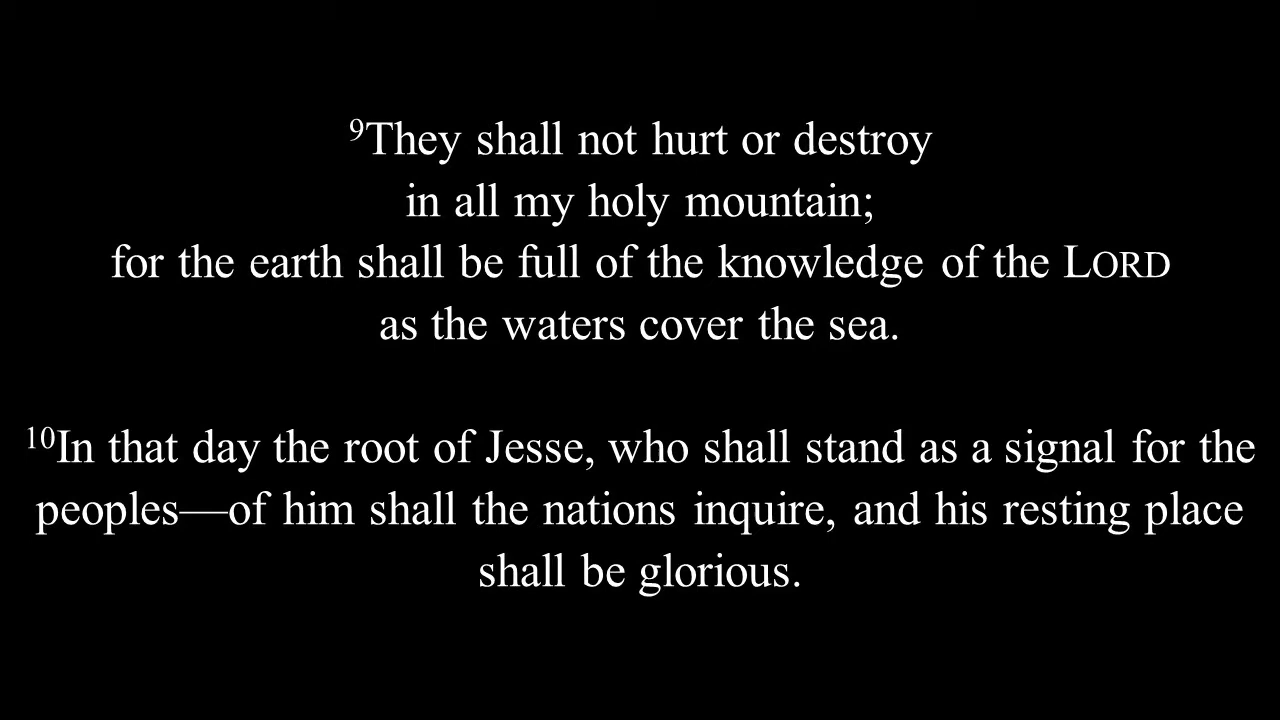 ⁹They shall not hurt or destroy
in all my holy mountain;
for the earth shall be full of the knowledge of the LORD
as the waters cover the sea.
¹⁰In that day the root of Jesse, who shall stand as a signal for the
peoples—of him shall the nations inquire, and his resting place
shall be glorious.